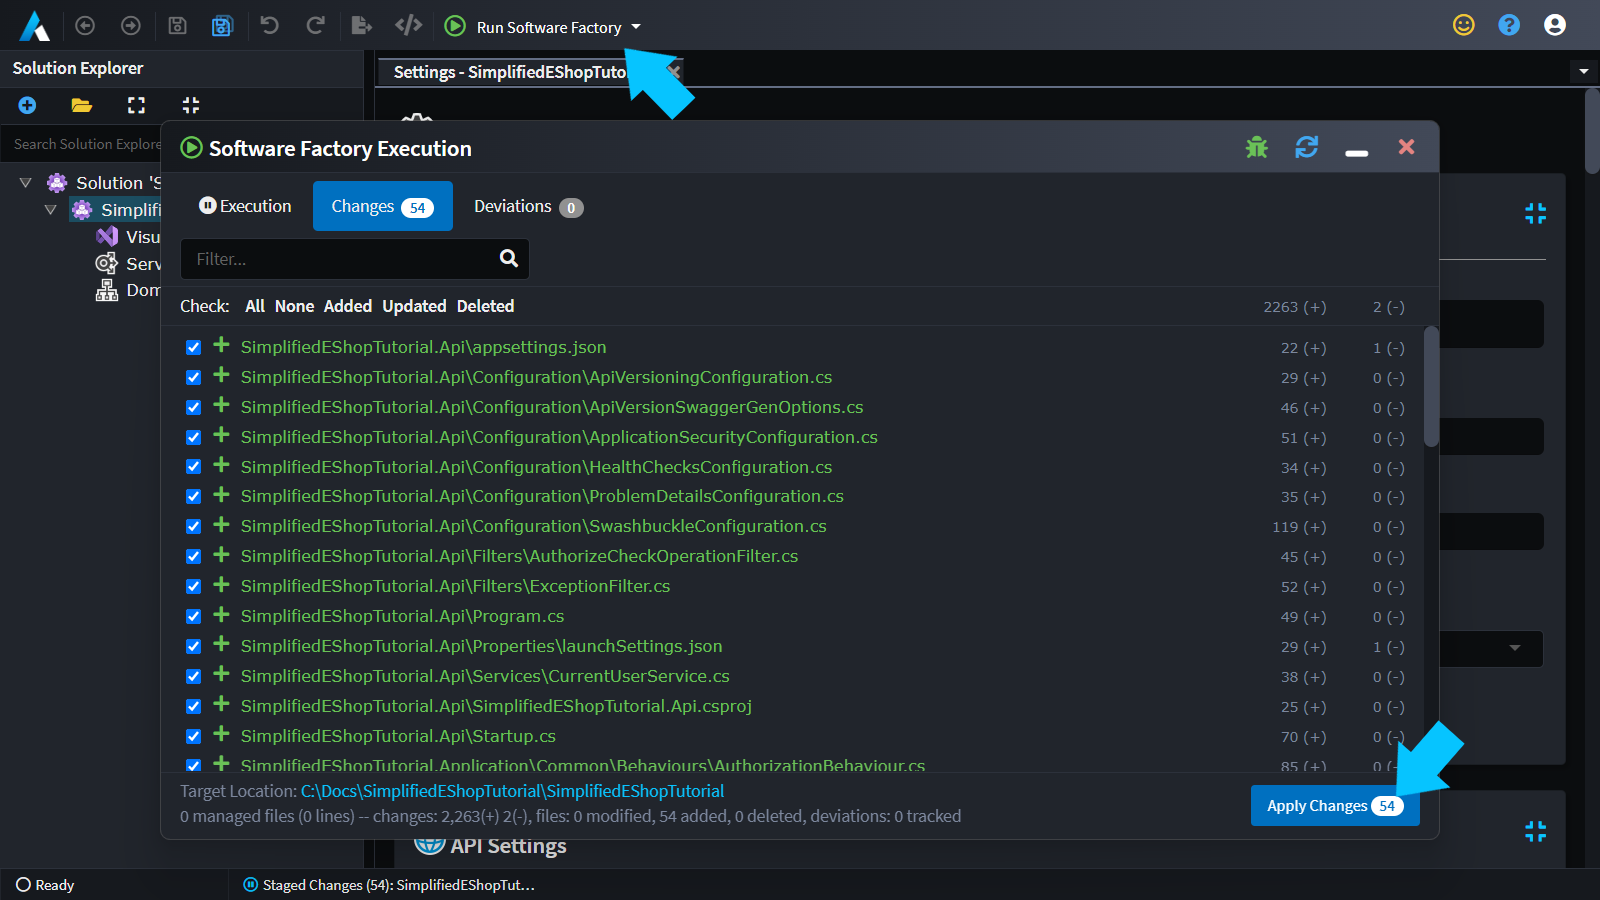 Run Software Factory
Solution Explorer
Settings - SimplifiedEShopTuto
Search Solution Explore
Solution 'S
Simplifi
Visu
Serv
Dom
Software Factory Execution
Execution
Changes 54
Deviations 0
Filter...
Check: All None Added Updated Deleted 2263 (+) 2 (-)
SimplifiedEShopTutorial.Api\appsettings.json 22 (+) 1 (-)
SimplifiedEShopTutorial.Api\Configuration\ApiVersioningConfiguration.cs 29 (+) 0 (-)
SimplifiedEShopTutorial.Api\Configuration\ApiVersionSwaggerGenOptions.cs 46 (+) 0 (-)
SimplifiedEShopTutorial.Api\Configuration\ApplicationSecurityConfiguration.cs 51 (+) 0 (-)
SimplifiedEShopTutorial.Api\Configuration\HealthChecksConfiguration.cs 34 (+) 0 (-)
SimplifiedEShopTutorial.Api\Configuration\ProblemDetailsConfiguration.cs 35 (+) 0 (-)
SimplifiedEShopTutorial.Api\Configuration\SwashbuckleConfiguration.cs 119 (+) 0 (-)
SimplifiedEShopTutorial.Api\Filters\AuthorizeCheckOperationFilter.cs 45 (+) 0 (-)
SimplifiedEShopTutorial.Api\Filters\ExceptionFilter.cs 52 (+) 0 (-)
SimplifiedEShopTutorial.Api\Program.cs 49 (+) 0 (-)
SimplifiedEShopTutorial.Api\Properties\launchSettings.json 29 (+) 1 (-)
SimplifiedEShopTutorial.Api\Services\CurrentUserService.cs 38 (+) 0 (-)
SimplifiedEShopTutorial.Api\SimplifiedEShopTutorial.Api.csproj 25 (+) 0 (-)
SimplifiedEShopTutorial.Api\Startup.cs 70 (+) 0 (-)
SimplifiedEShopTutorial.Application\Common\Behaviours\AuthorizationBehaviour.cs 85 (+) 0 (-
Target Location: C:\Docs\SimplifiedEShopTutorial\SimplifiedEShopTutorial
0 managed files (0 lines) -- changes: 2,263(+) 2(-), files: 0 modified, 54 added, 0 deleted, deviations: 0 tracked
Apply Changes 54
API Settings
Ready
Staged Changes (54): SimplifiedEShopTut...